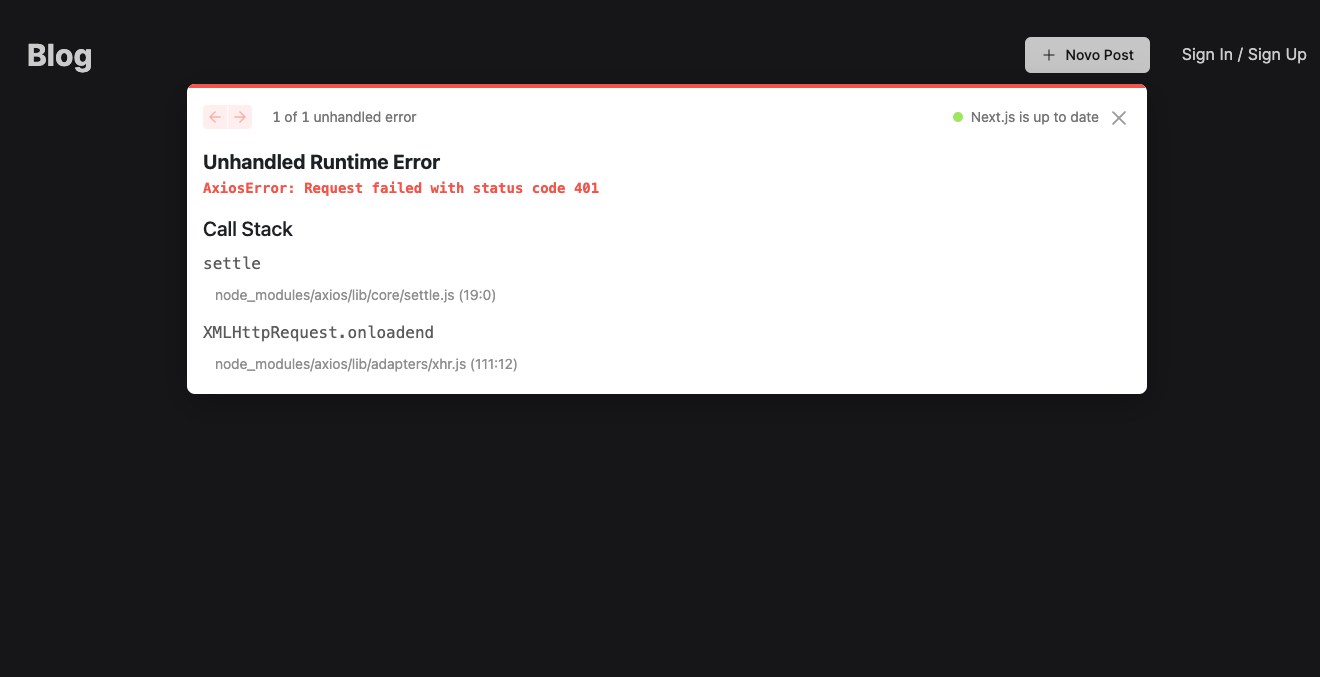 Blog
+ Novo Post
Sign In / Sign Up
1 of 1 unhandled error
Next.js is up to date
Unhandled Runtime Error
AxiosError: Request failed with status code 401
Call Stack
settle
node_modules/axios/lib/core/settle.js (19:0)
XMLHttpRequest.onloadend
node_modules/axios/lib/adapters/xhr.js (111:12)